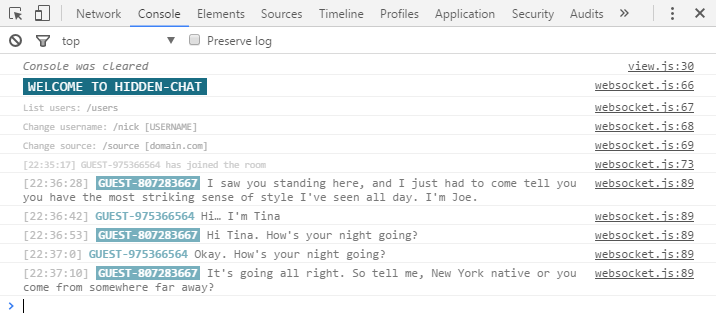 Network Console Elements Sources Timeline Profiles Application Security Audits »
top Preserve log
Console was cleared view.js:30
WELCOME TO HIDDEN-CHAT websocket.js:66
List users: /users websocket.js:67
Change username: /nick [USERNAME] websocket.js:68
Change source: /source [domain.com] websocket.js:69
[22:35:17] GUEST-975366564 has joined the room websocket.js:73
[22:36:28] GUEST-807283667 I saw you standing here, and I just had to come tell you websocket.js:89
you have the most striking sense of style I've seen all day. I'm Joe.
[22:36:42] GUEST-975366564 Hi… I'm Tina websocket.js:89
[22:36:53] GUEST-807283667 Hi Tina. How's your night going? websocket.js:89
[22:37:0] GUEST-975366564 Okay. How's your night going? websocket.js:89
[22:37:10] GUEST-807283667 It's going all right. So tell me, New York native or you websocket.js:89
come from somewhere far away?
>